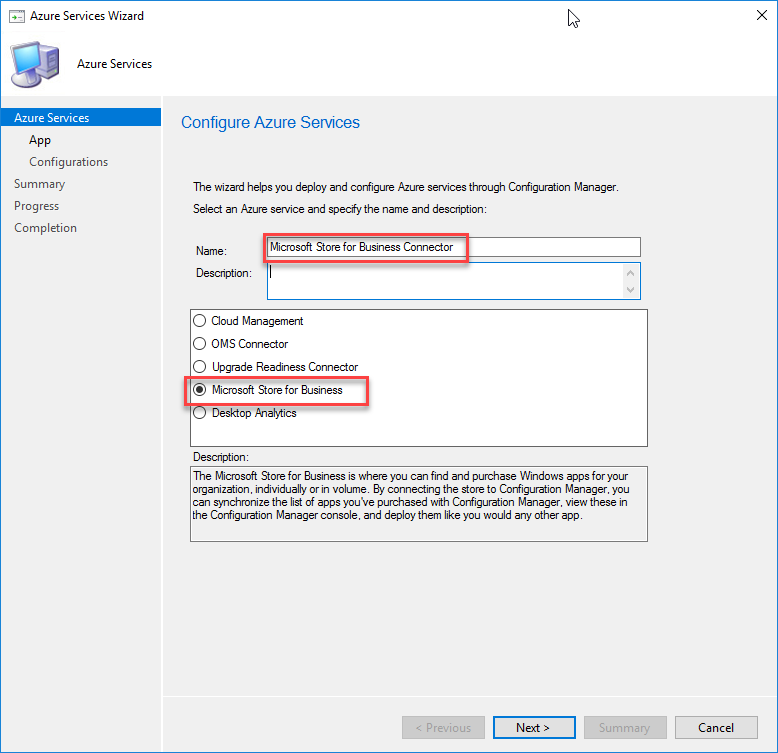 Azure Services Wizard
Azure Services
Azure Services
App
Configurations
Summary
Progress
Completion
Configure Azure Services
The wizard helps you deploy and configure Azure services through Configuration Manager.
Select an Azure service and specify the name and description:
Name: Microsoft Store for Business Connector
Description:
Cloud Management
OMS Connector
Upgrade Readiness Connector
Microsoft Store for Business
Desktop Analytics
Description:
The Microsoft Store for Business is where you can find and purchase Windows apps for your
organization, individually or in volume. By connecting the store to Configuration Manager, you
can synchronize the list of apps you've purchased with Configuration Manager, view these in
the Configuration Manager console, and deploy them like you would any other app.
< Previous Next > Summary Cancel